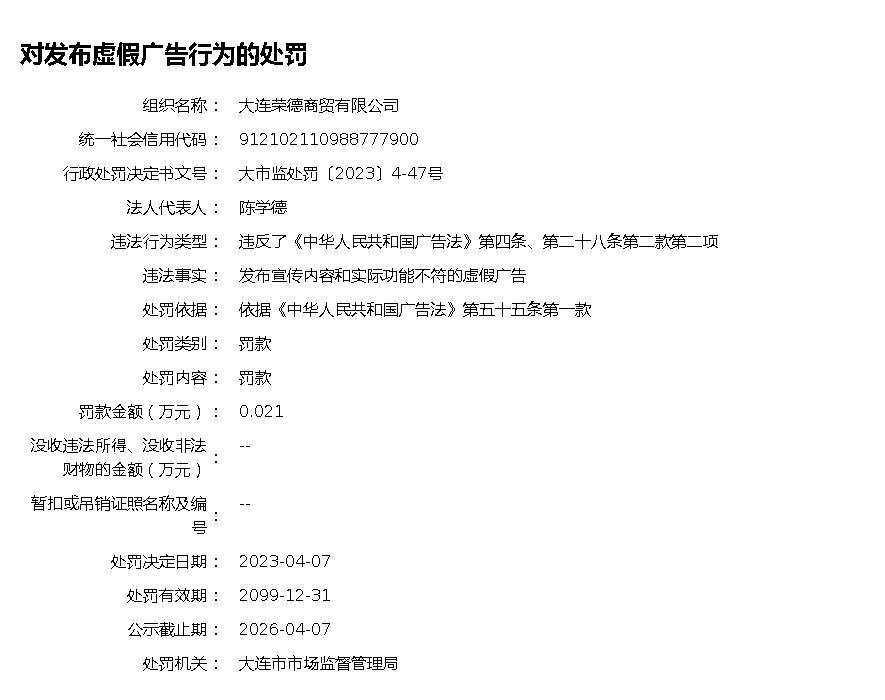 对发布虚假广告行为的处罚
组织名称： 大连荣德商贸有限公司
统一社会信用代码： 912102110988777900
行政处罚决定书文号： 大市监处罚〔2023〕4-47号
法人代表人： 陈学德
违法行为类型： 违反了《中华人民共和国广告法》第四条、第二十八条第二款第二项
违法事实： 发布宣传内容和实际功能不符的虚假广告
处罚依据： 依据《中华人民共和国广告法》第五十五条第一款
处罚类别： 罚款
处罚内容： 罚款
罚款金额（万元）： 0.021
没收违法所得、没收非法
财物的金额（万元）： --
暂扣或吊销证照名称及编
号： --
处罚决定日期： 2023-04-07
处罚有效期： 2099-12-31
公示截止期： 2026-04-07
处罚机关： 大连市市场监督管理局